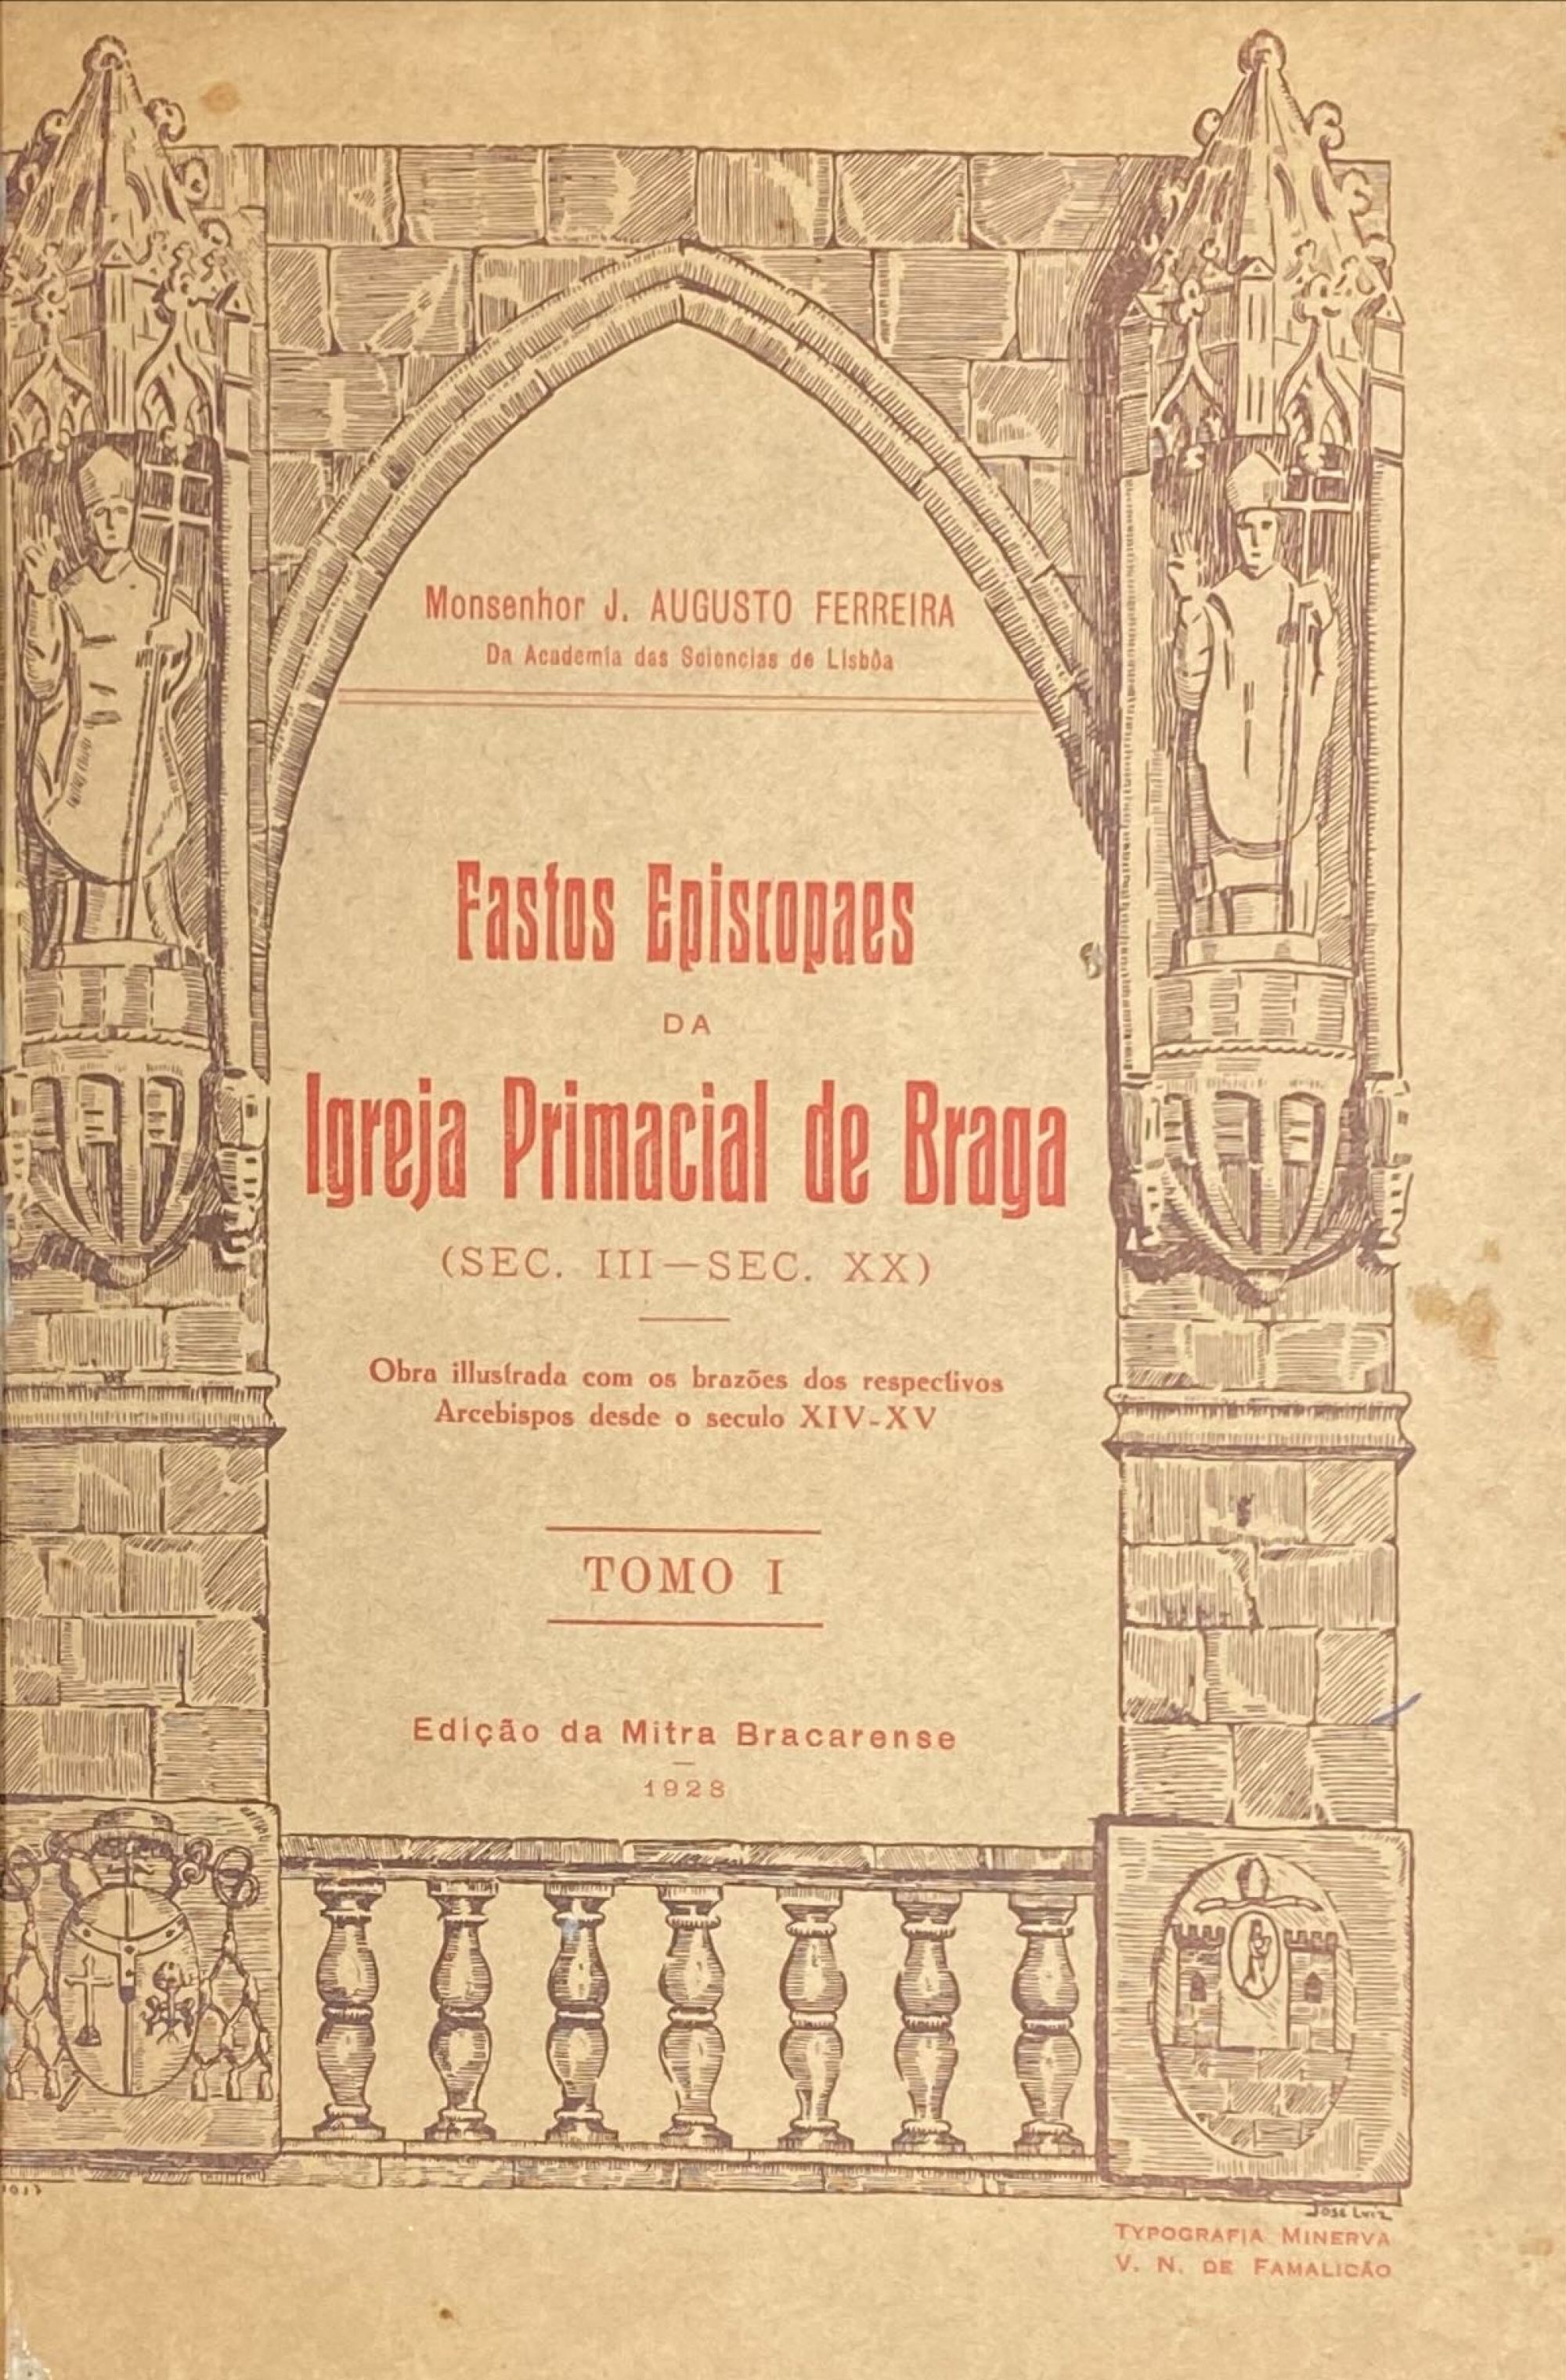 Monsenhor J. AUGUSTO FERREIRA
Da Academia das Sciencias de Lisbôa
Fastos Episcopaes
DA
Igreja Primacial de Braga
(SEC. III—SEC. XX)
Obra illustrada com os brazões dos respectivos
Arcebispos desde o seculo XIV-XV
TOMO I
Edição da Mitra Bracarense
1928
José Luiz
TYPOGRAFIA MINERVA
V. N. DE FAMALICÃO